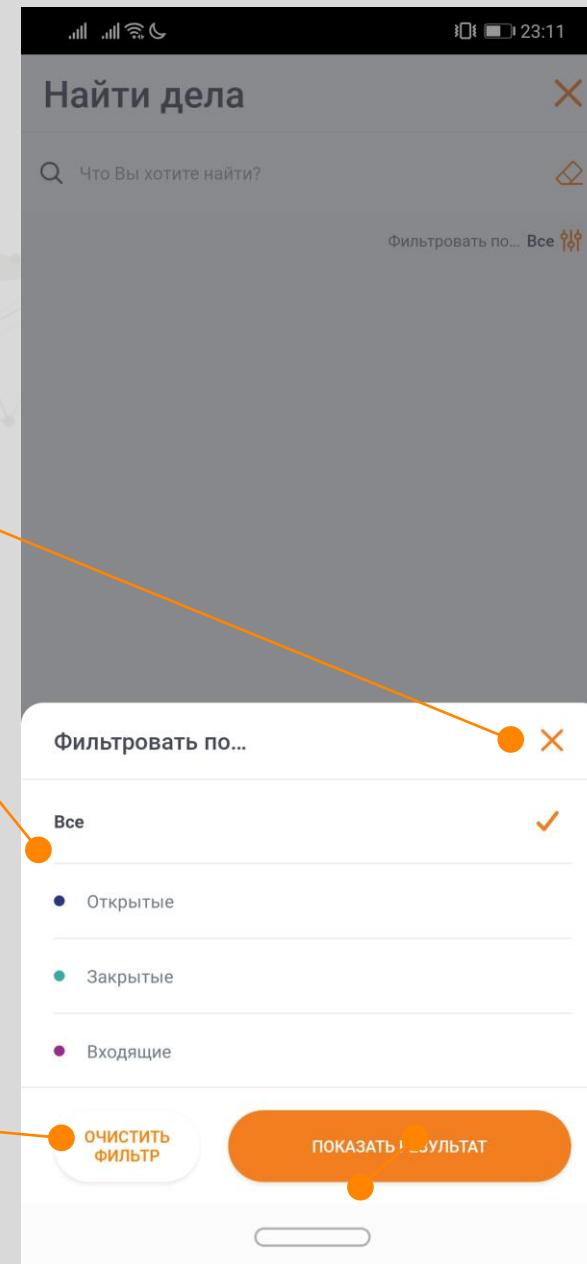 23:11
Найти дела
Что Вы хотите найти?
Фильтровать по... Все
Фильтровать по...
Все
Открытые
Закрытые
Входящие
ОЧИСТИТЬ
ФИЛЬТР
ПОКАЗАТЬ РЕЗУЛЬТАТ